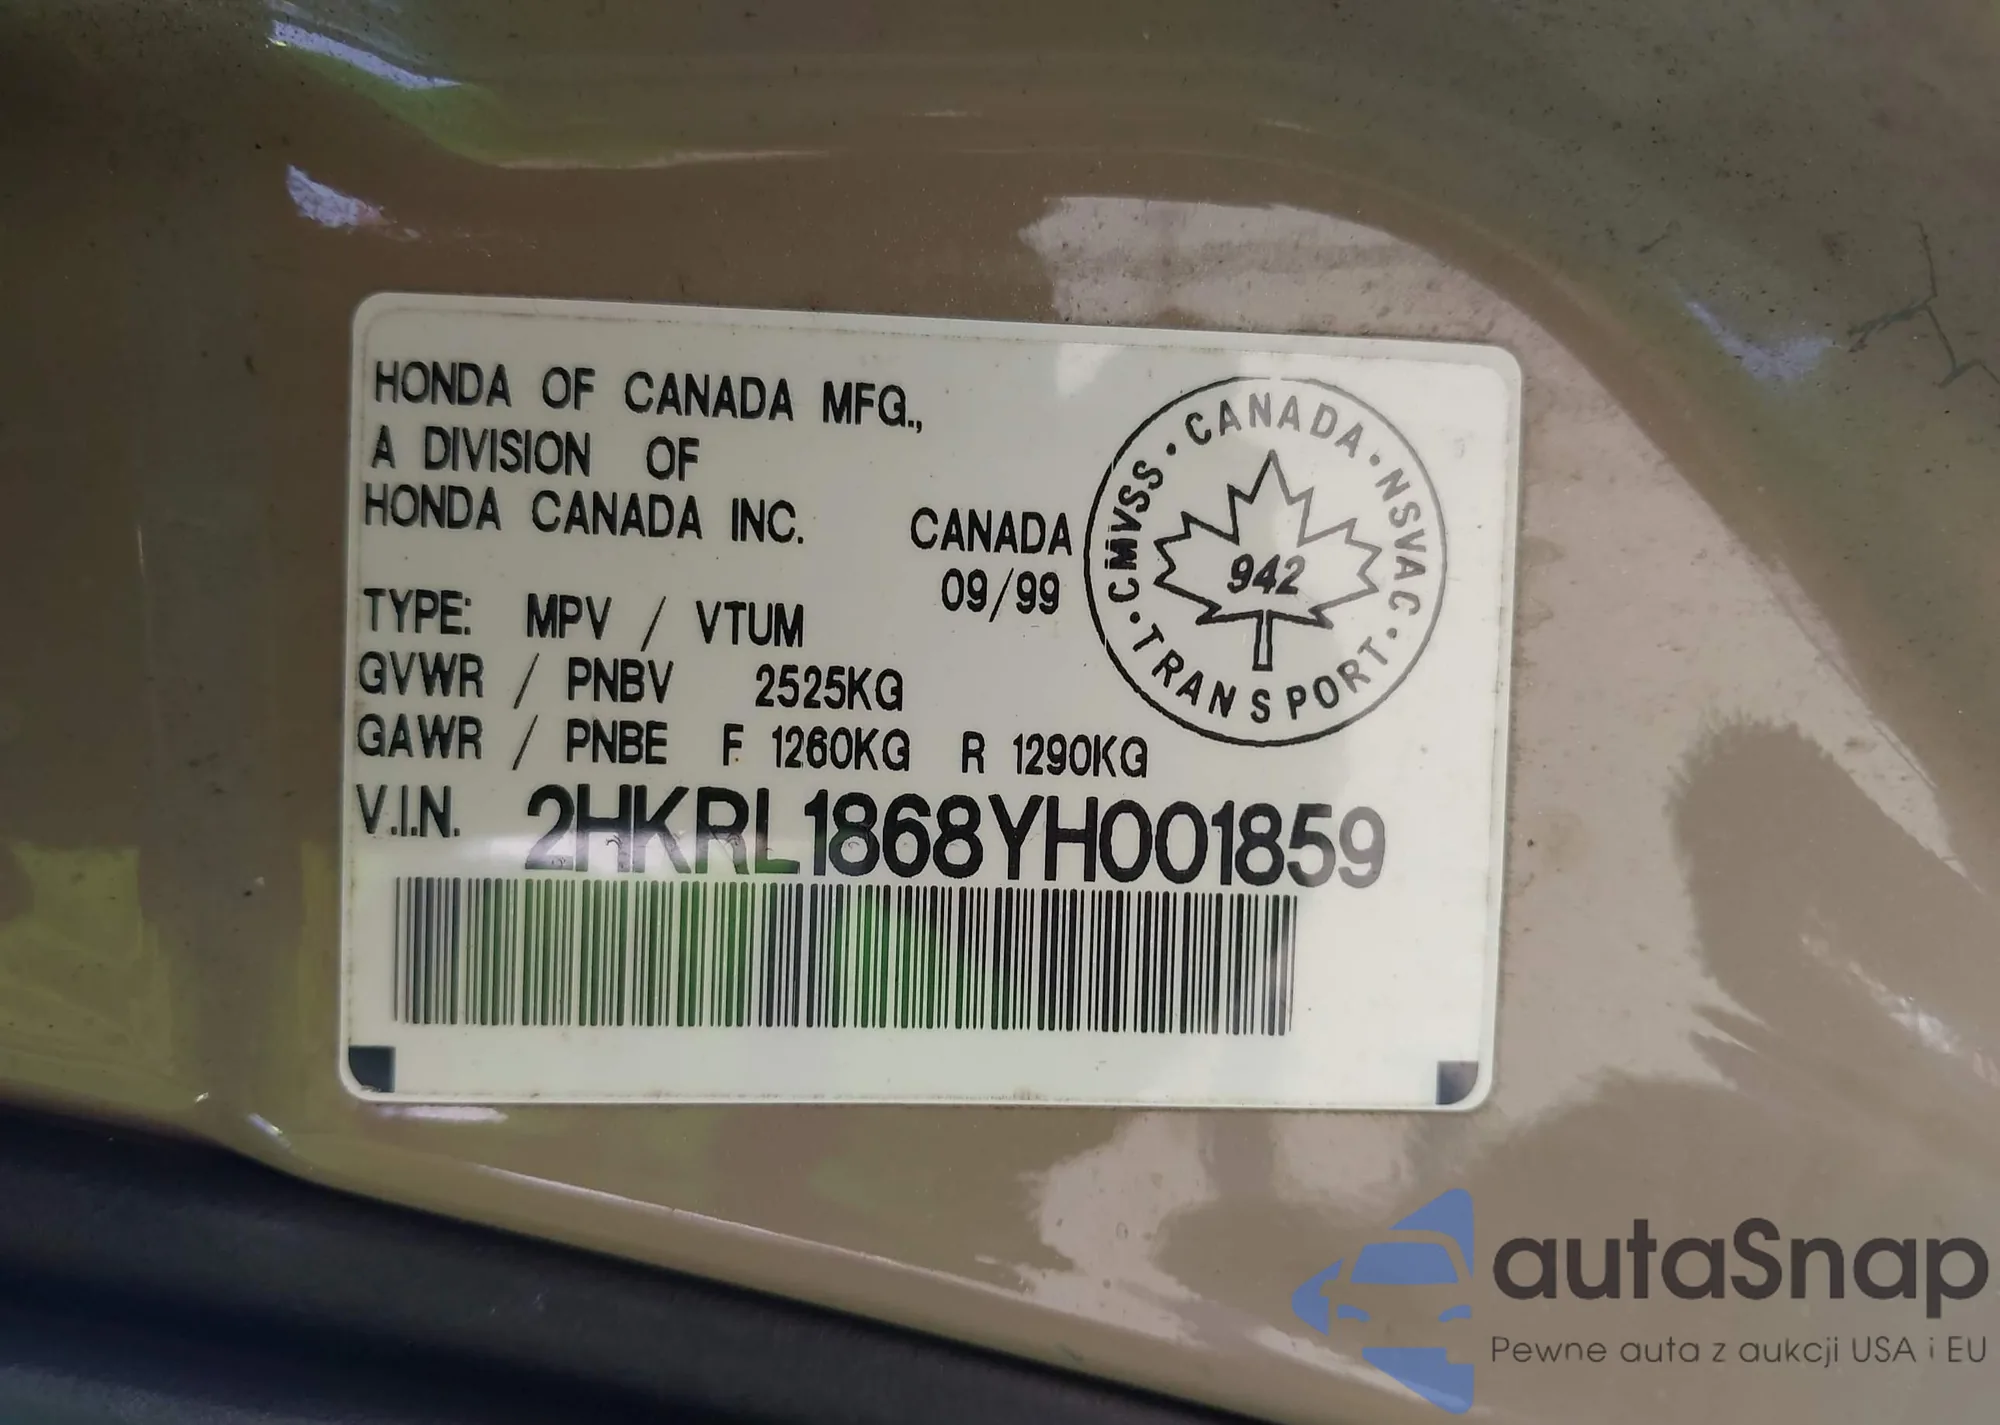 HONDA OF CANADA MFG.,
A DIVISION OF
HONDA CANADA INC.
CANADA
09/99
CMVSS · CANADA · NSVAC · TRANSPORT ·
942
TYPE: MPV / VTUM
GVWR / PNBV 2525KG
GAWR / PNBE F 1260KG R 1290KG
V.I.N. 2HKRL1868YH001859
autaSnap
Pewne auta z aukcji USA i EU